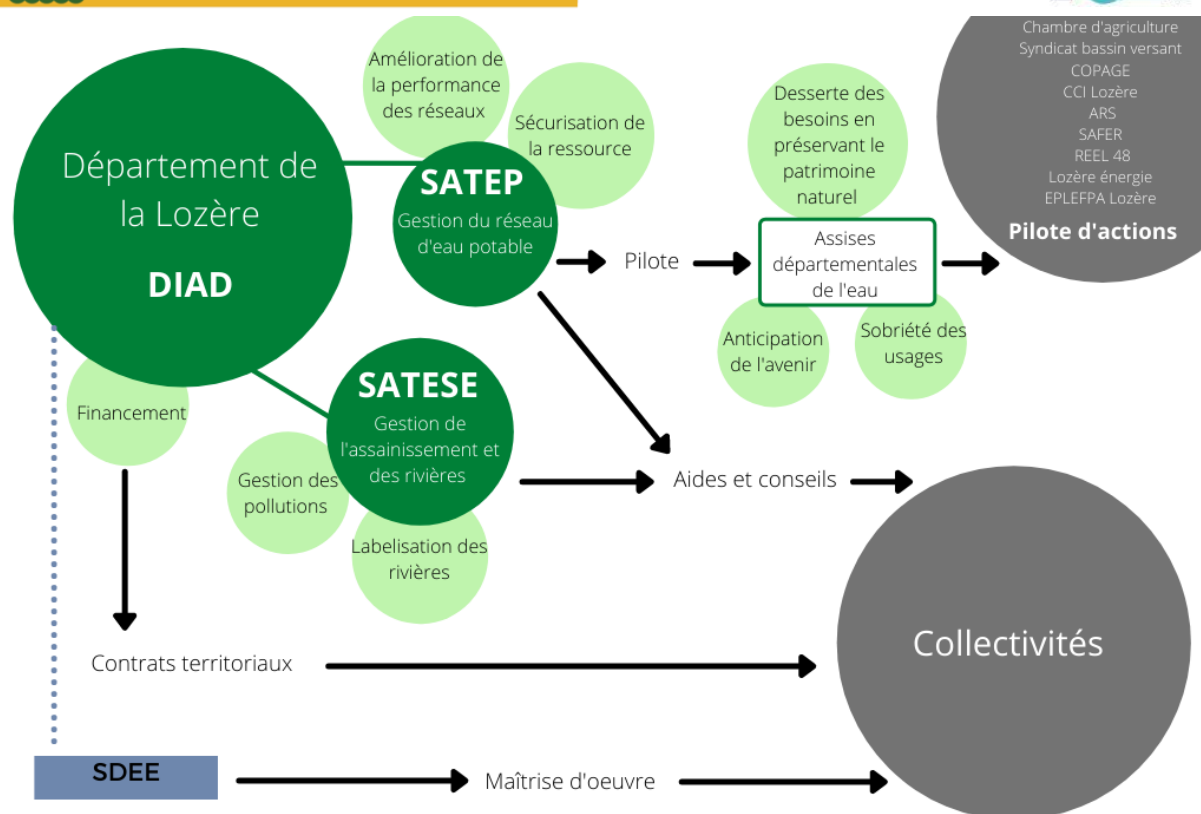 Département de
la Lozère
DIAD
Amélioration de
la performance
des réseaux
Sécurisation de
la ressource
SATEP
Gestion du réseau
d'eau potable
Pilote
Desserte des
besoins en
préservant le
patrimoine
naturel
Assises
départementales
de l'eau
Anticipation
de l'avenir
Sobriété des
usages
Chambre d'agriculture
Syndicat bassin versant
COPAGE
CCI Lozère
ARS
SAFER
REEL 48
Lozère énergie
EPLEFPA Lozère
Pilote d'actions
Financement
SATESE
Gestion de
l'assainissement et
des rivières
Gestion des
pollutions
Labelisation des
rivières
Aides et conseils
Collectivités
Contrats territoriaux
SDEE
Maîtrise d'oeuvre